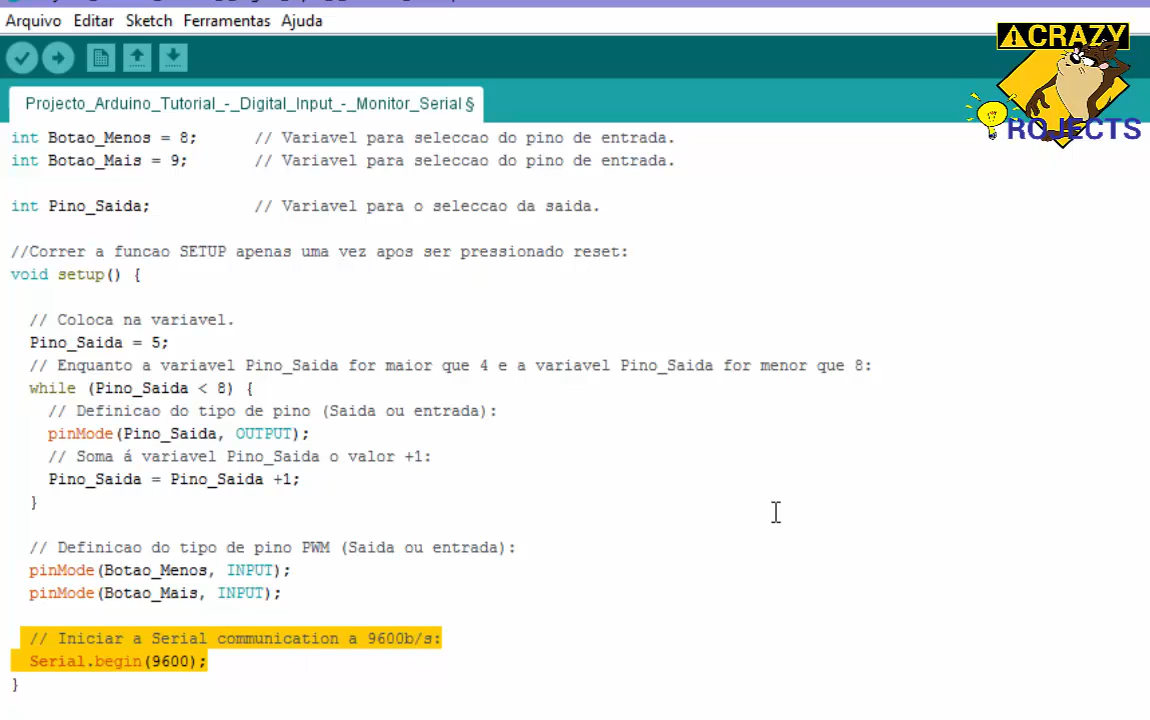 Arquivo Editar Sketch Ferramentas Ajuda
CRAZY
ROJECTS
Projecto_Arduino_Tutorial_-_Digital_Input_-_Monitor_Serial §
int Botao_Menos = 8; // Variavel para seleccao do pino de entrada.
int Botao_Mais = 9; // Variavel para seleccao do pino de entrada.
int Pino_Saida; // Variavel para o seleccao da saida.
//Correr a funcao SETUP apenas uma vez apos ser pressionado reset:
void setup() {
// Coloca na variavel.
Pino_Saida = 5;
// Enquanto a variavel Pino_Saida for maior que 4 e a variavel Pino_Saida for menor que 8:
while (Pino_Saida < 8) {
// Definicao do tipo de pino (Saida ou entrada):
pinMode(Pino_Saida, OUTPUT);
// Soma á variavel Pino_Saida o valor +1:
Pino_Saida = Pino_Saida +1;
}
// Definicao do tipo de pino PWM (Saida ou entrada):
pinMode(Botao_Menos, INPUT);
pinMode(Botao_Mais, INPUT);
// Iniciar a Serial communication a 9600b/s:
Serial.begin(9600);
}